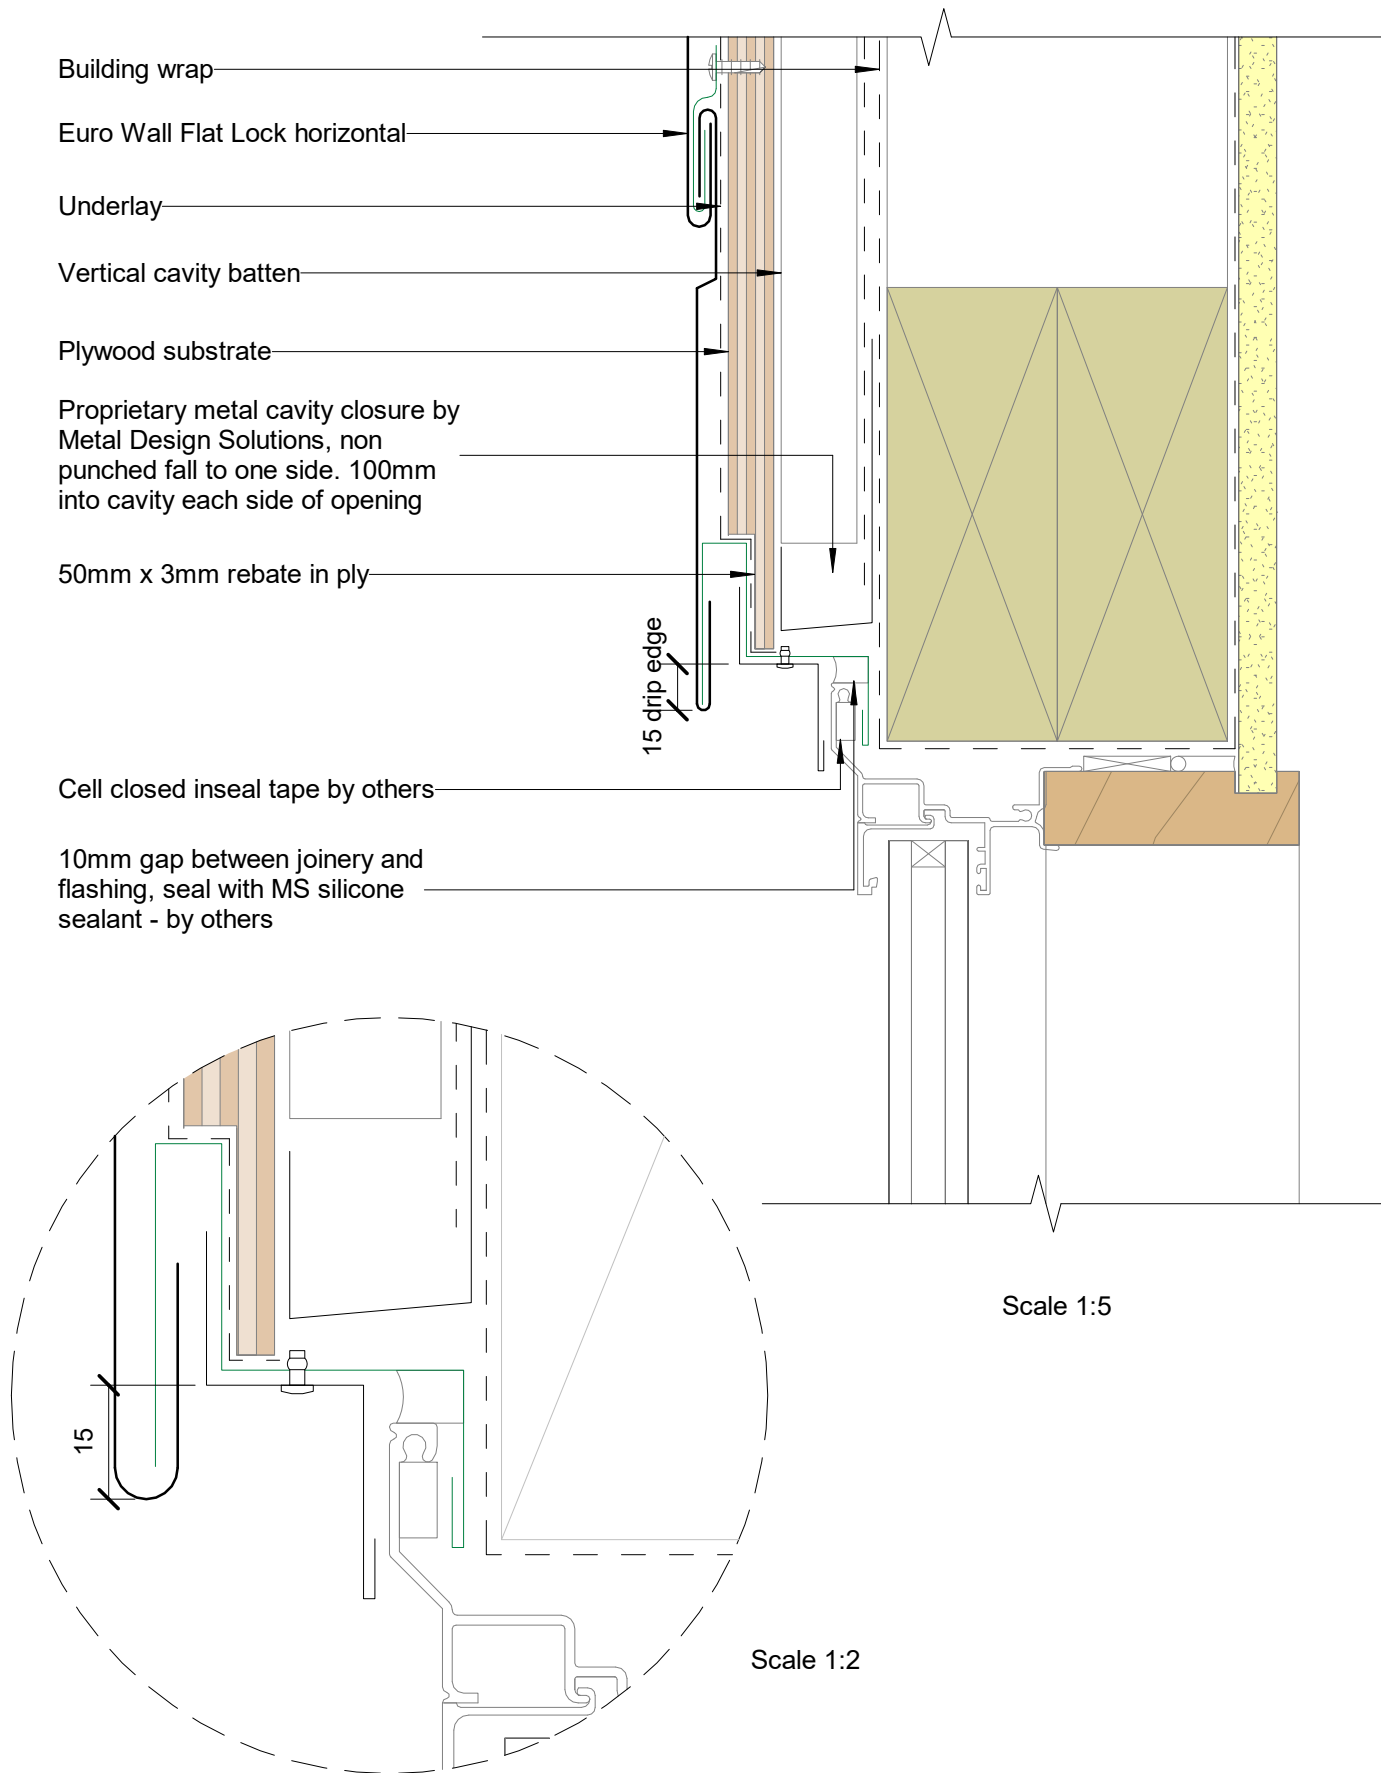 Building wrap
Euro Wall Flat Lock horizontal
Underlay
Vertical cavity batten
Plywood substrate
Proprietary metal cavity closure by
Metal Design Solutions, non
punched fall to one side. 100mm
into cavity each side of opening
50mm x 3mm rebate in ply
15 drip edge
Cell closed inseal tape by others
10mm gap between joinery and
flashing, seal with MS silicone
sealant - by others
Scale 1:5
15
Scale 1:2